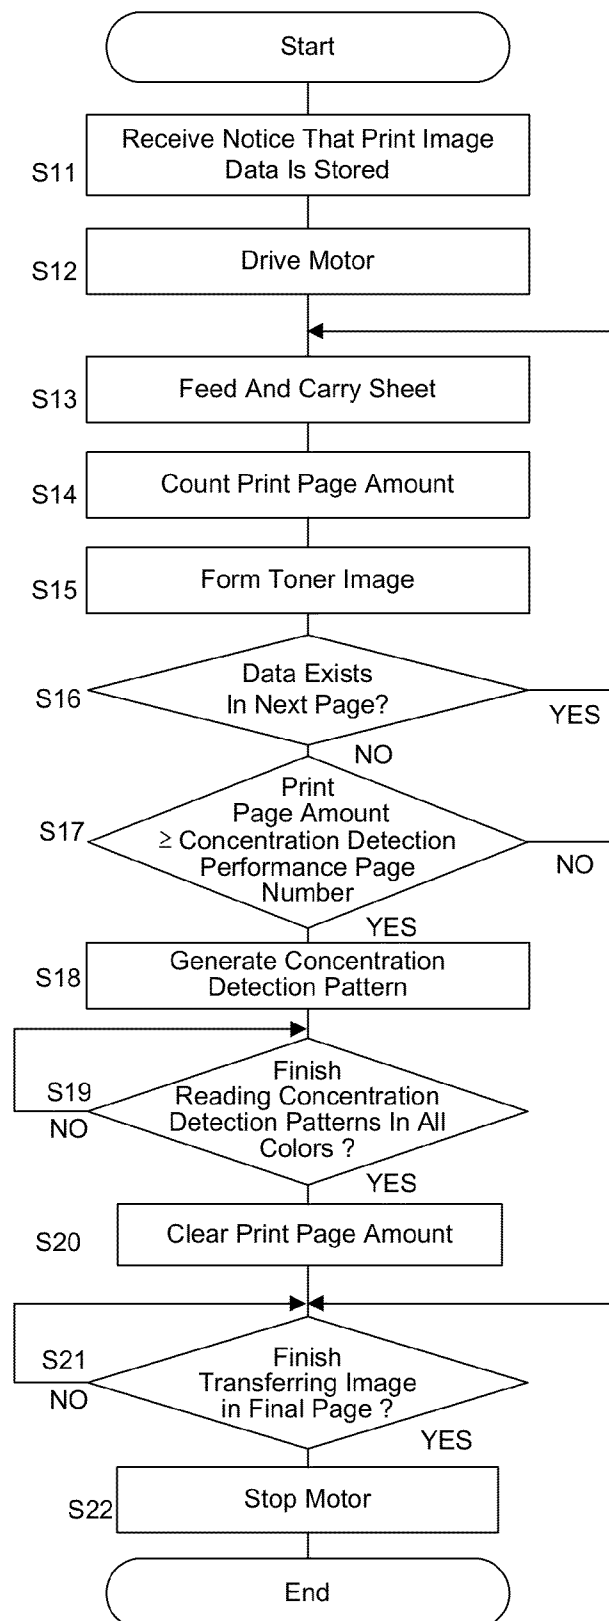 Start
Receive Notice That Print Image
Data Is Stored
S11
Drive Motor
S12
Feed And Carry Sheet
S13
Count Print Page Amount
S14
Form Toner Image
S15
Data Exists
In Next Page?
S16
YES
NO
Print
Page Amount
≥ Concentration Detection
Performance Page
Number
S17
NO
YES
Generate Concentration
Detection Pattern
S18
Finish
Reading Concentration
Detection Patterns In All
Colors ?
S19
NO
YES
Clear Print Page Amount
S20
Finish
Transferring Image
in Final Page ?
S21
NO
YES
Stop Motor
S22
End